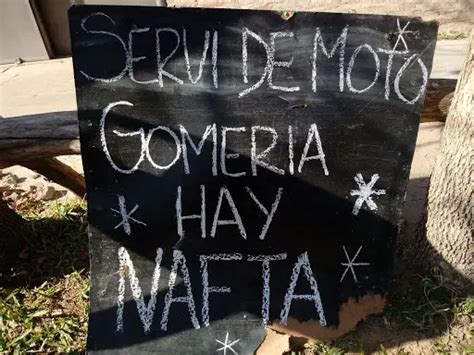 SERVI DE MOTO
GOMERIA
HAY
NAFTA